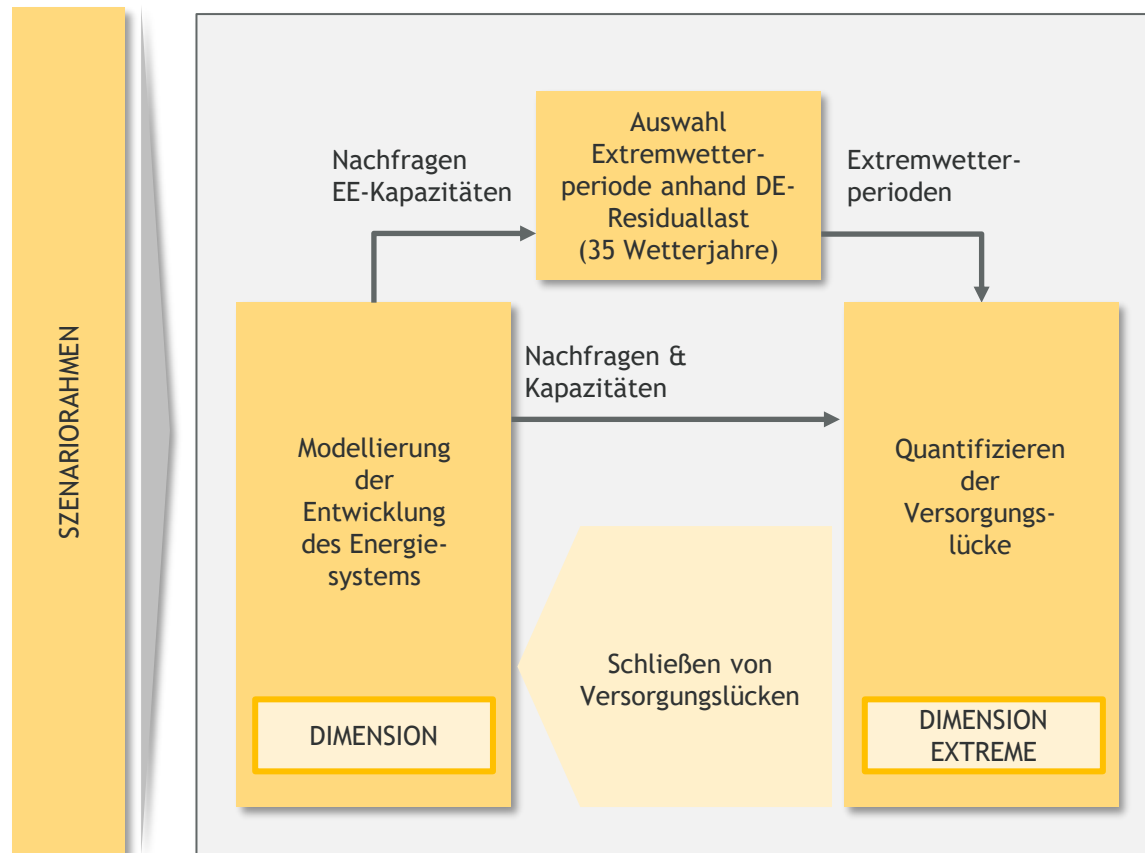 SZENARIORAHMEN
Nachfragen
EE-Kapazitäten
Auswahl
Extremwetter-
periode anhand DE-
Residuallast
(35 Wetterjahre)
Extremwetter-
perioden
Nachfragen &
Kapazitäten
Modellierung
der
Entwicklung
des Energie-
systems
DIMENSION
Schließen von
Versorgungslücken
Quantifizieren
der
Versorgungs-
lücke
DIMENSION
EXTREME